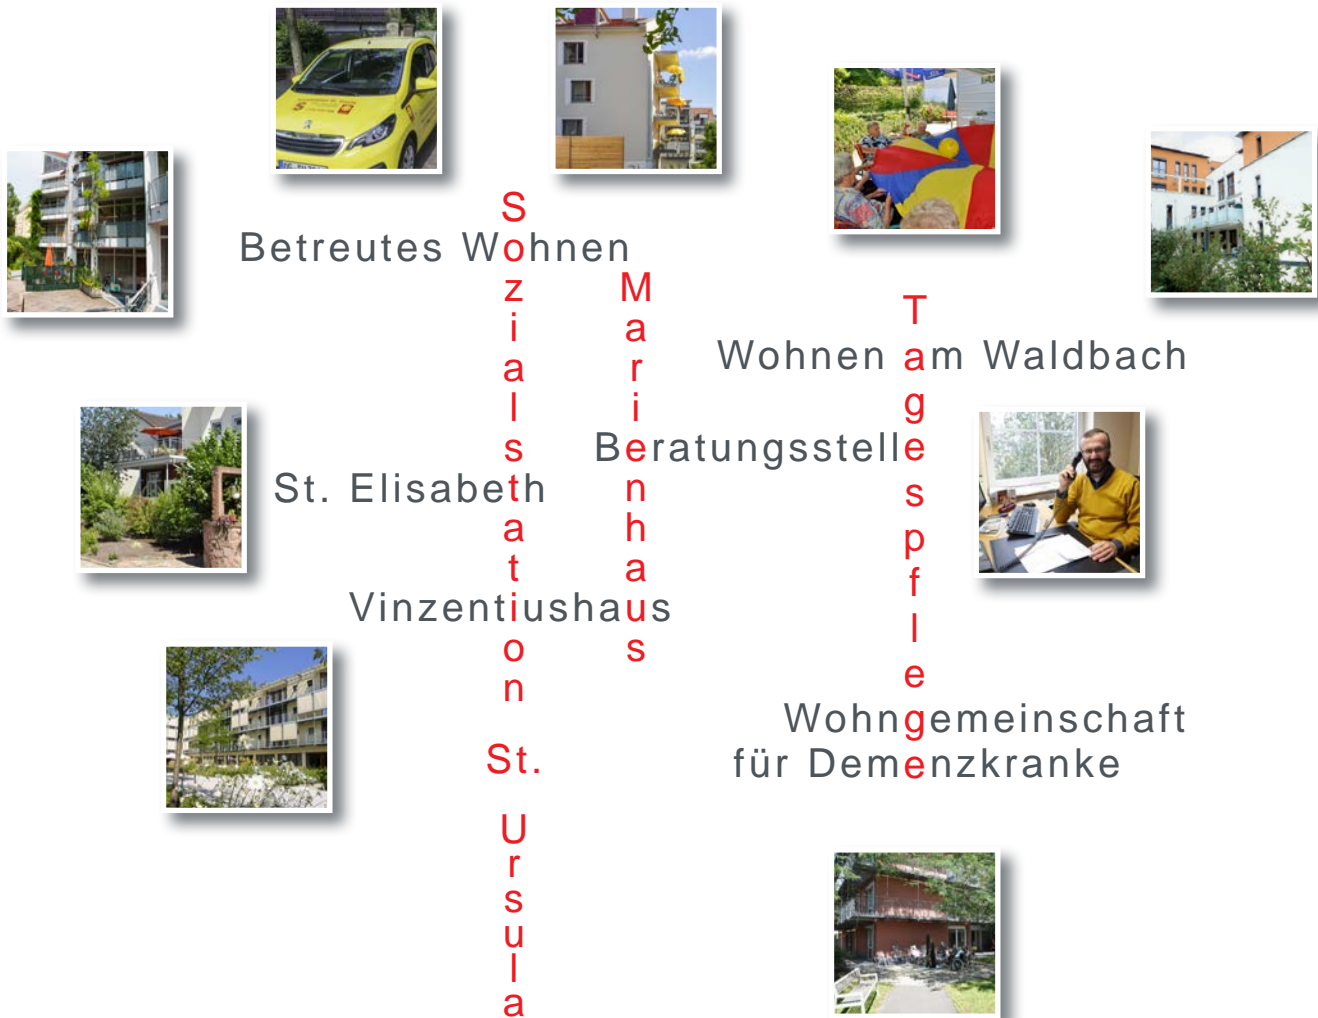 Sozialstation St. Ursula
Betreutes Wohnen
Marienhaus
Tagespflege
Wohnen am Waldbach
Beratungsstelle
St. Elisabeth
Vinzentiushaus
Wohngemeinschaft
für Demenzkranke